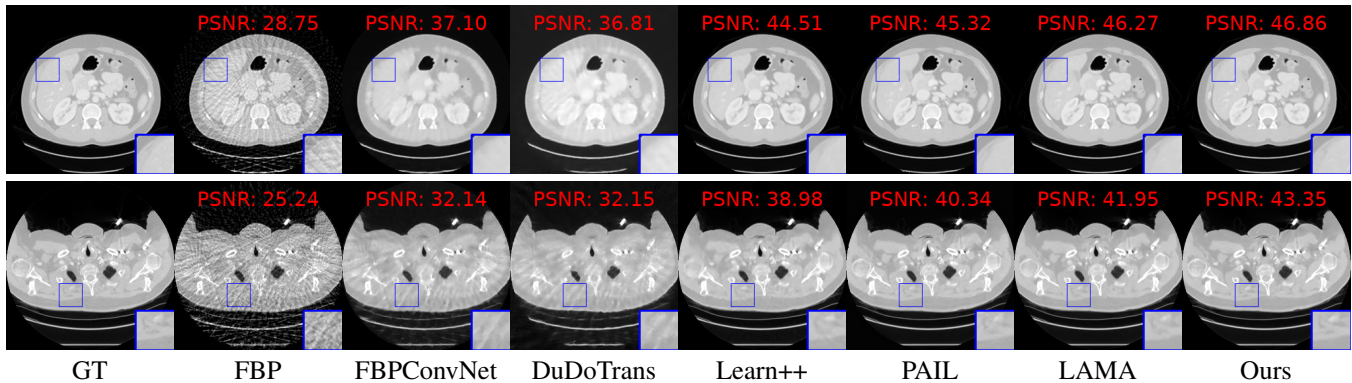 PSNR: 28.75 PSNR: 37.10 PSNR: 36.81 PSNR: 44.51 PSNR: 45.32 PSNR: 46.27 PSNR: 46.86
PSNR: 25.24 PSNR: 32.14 PSNR: 32.15 PSNR: 38.98 PSNR: 40.34 PSNR: 41.95 PSNR: 43.35
GT FBP FBPConvNet DuDoTrans Learn++ PAIL LAMA Ours